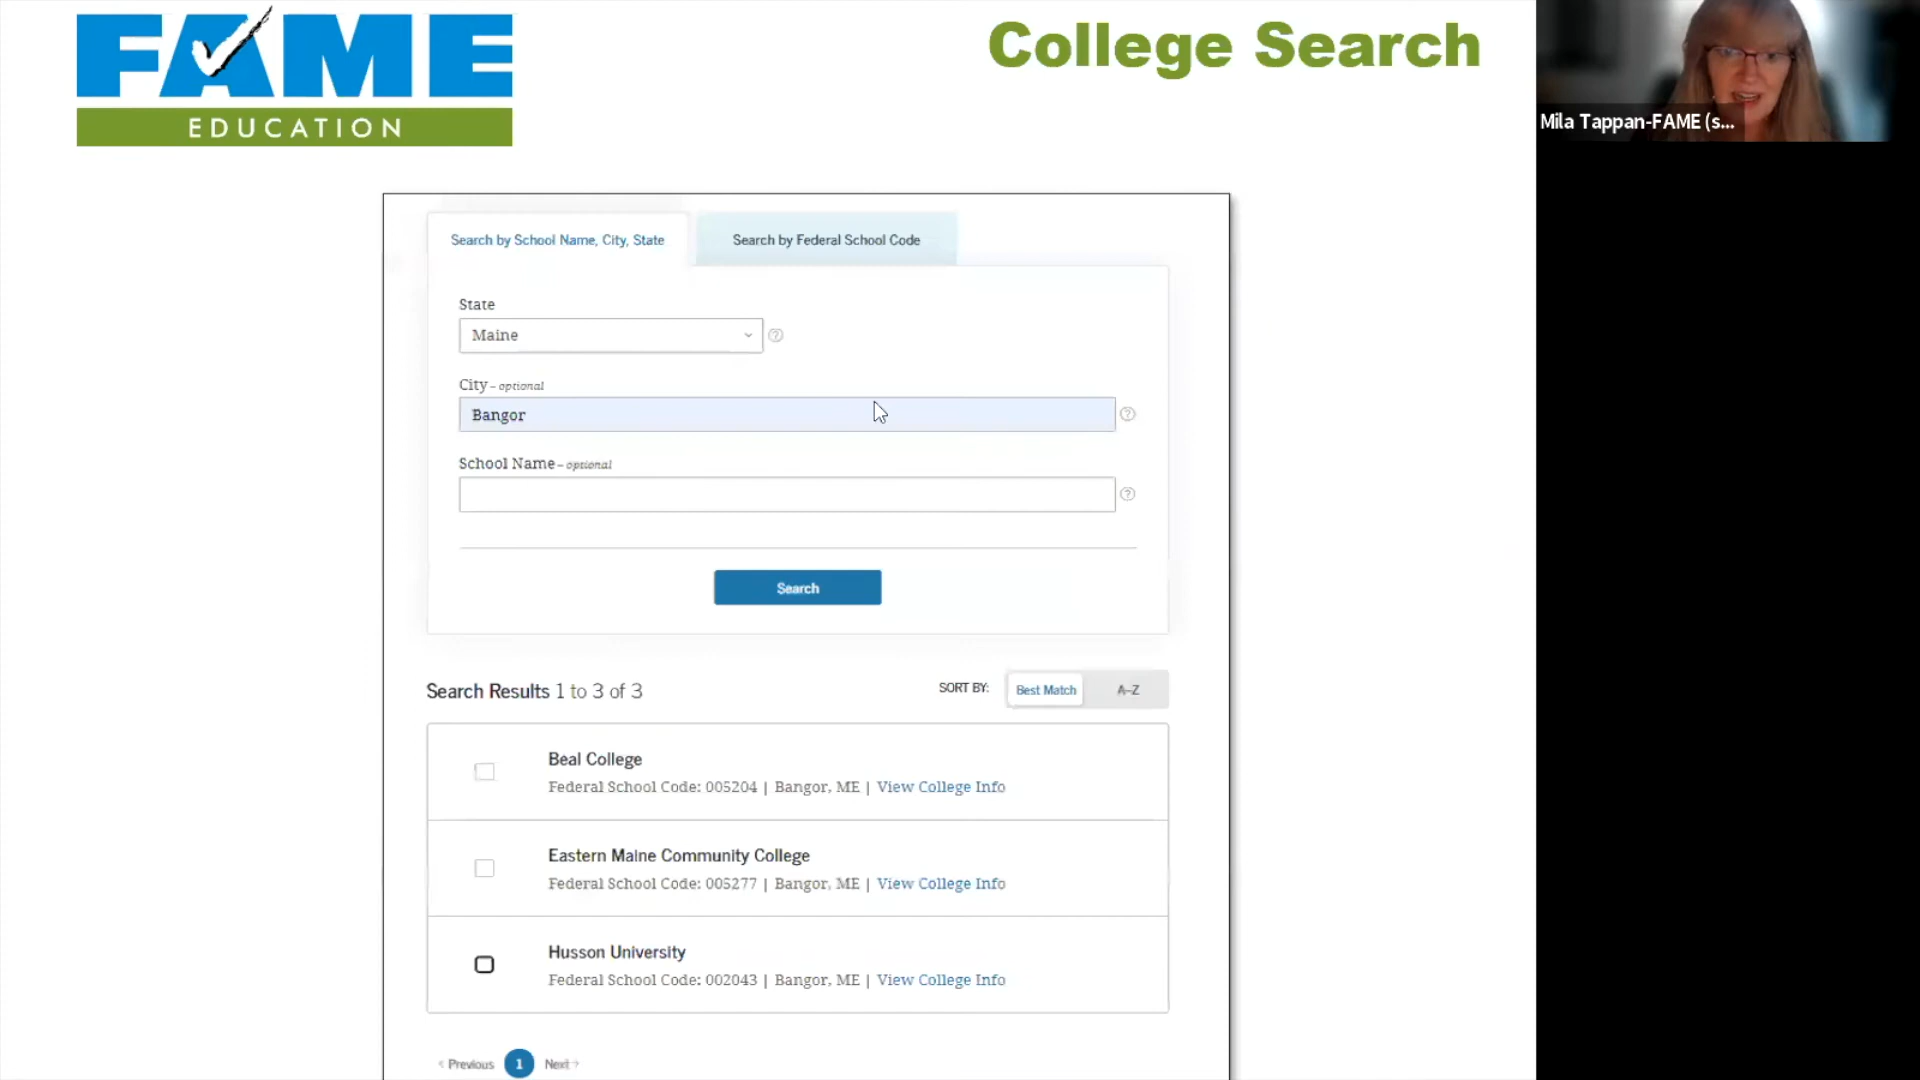 FAME
EDUCATION
College Search
Mila Tappan-FAME (s...
Search by School Name, City, State
Search by Federal School Code
State
Maine
City – optional
Bangor
School Name – optional
Search
Search Results 1 to 3 of 3
SORT BY: Best Match A-Z
Beal College
Federal School Code: 005204 | Bangor, ME | View College Info
Eastern Maine Community College
Federal School Code: 005277 | Bangor, ME | View College Info
Husson University
Federal School Code: 002043 | Bangor, ME | View College Info
Previous 1 Next